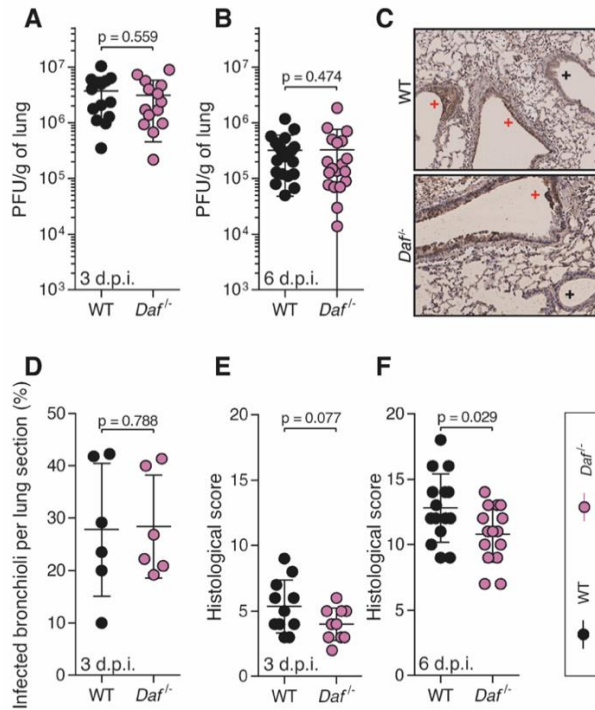 A
p = 0.559
PFU/g of lung
10⁷
10⁶
10⁵
10⁴
10³
3 d.p.i.
WT
Daf⁻/⁻
B
p = 0.474
PFU/g of lung
10⁷
10⁶
10⁵
10⁴
10³
6 d.p.i.
WT
Daf⁻/⁻
C
WT
Daf⁻/⁻
D
p = 0.788
Infected bronchioli per lung section (%)
50
40
30
20
10
0
3 d.p.i.
WT
Daf⁻/⁻
E
p = 0.077
Histological score
20
15
10
5
0
3 d.p.i.
WT
Daf⁻/⁻
F
p = 0.029
Histological score
20
15
10
5
0
6 d.p.i.
WT
Daf⁻/⁻
Daf⁻/⁻
WT